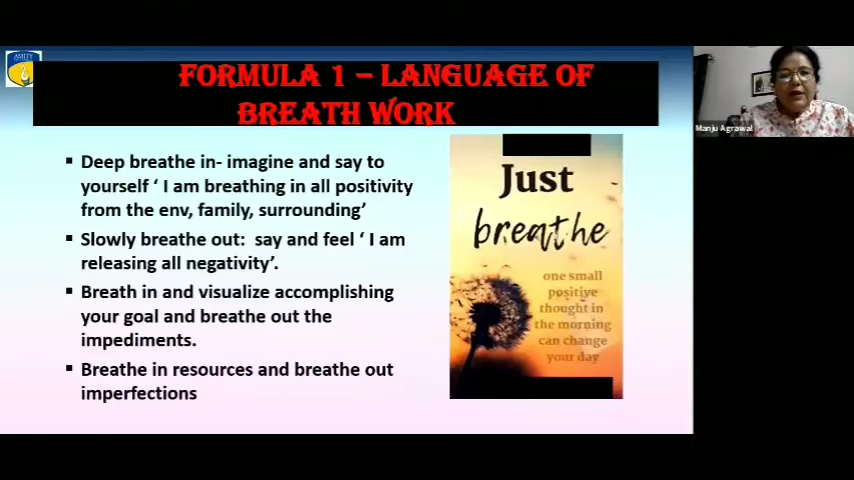 AMITY
FORMULA 1 – LANGUAGE OF
BREATH WORK
▪ Deep breathe in- imagine and say to
yourself ‘ I am breathing in all positivity
from the env, family, surrounding’
▪ Slowly breathe out:  say and feel ‘ I am
releasing all negativity’.
▪ Breath in and visualize accomplishing
your goal and breathe out the
impediments.
▪ Breathe in resources and breathe out
imperfections
Just
breathe
one small
positive
thought in
the morning
can change
your day
Manju Agrawal